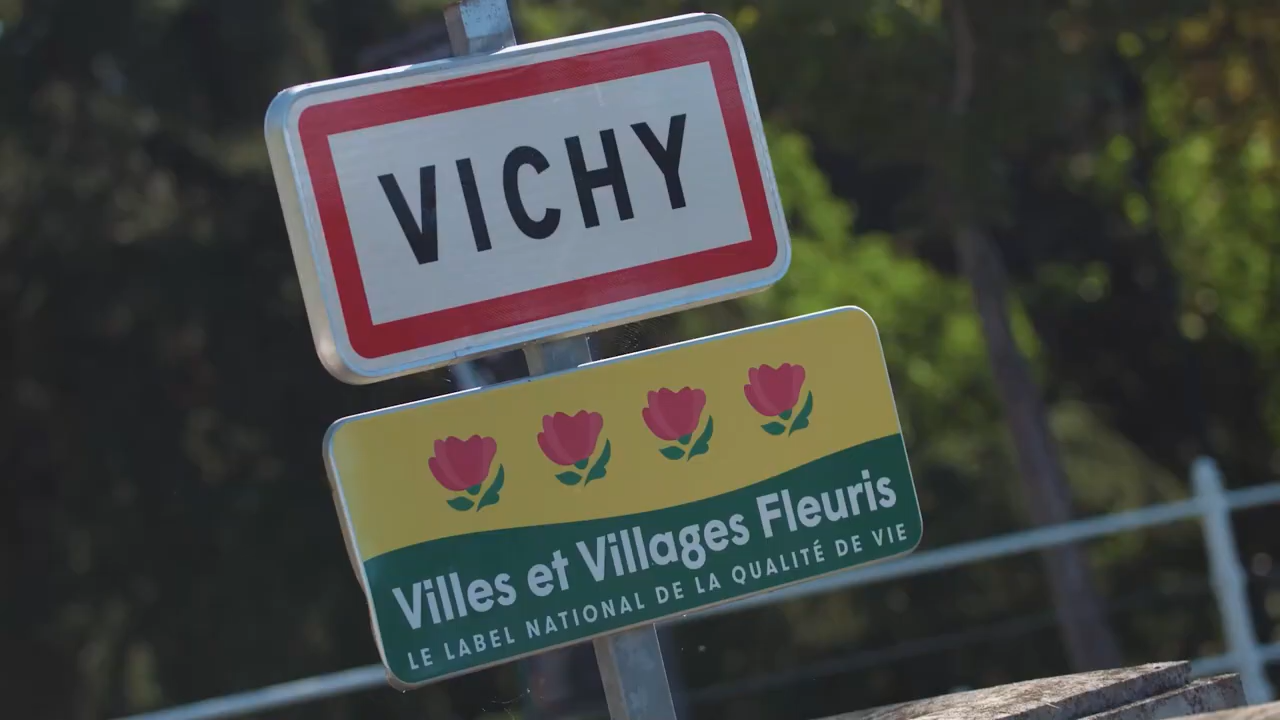 VICHY
Villes et Villages Fleuris
LE LABEL NATIONAL DE LA QUALITÉ DE VIE